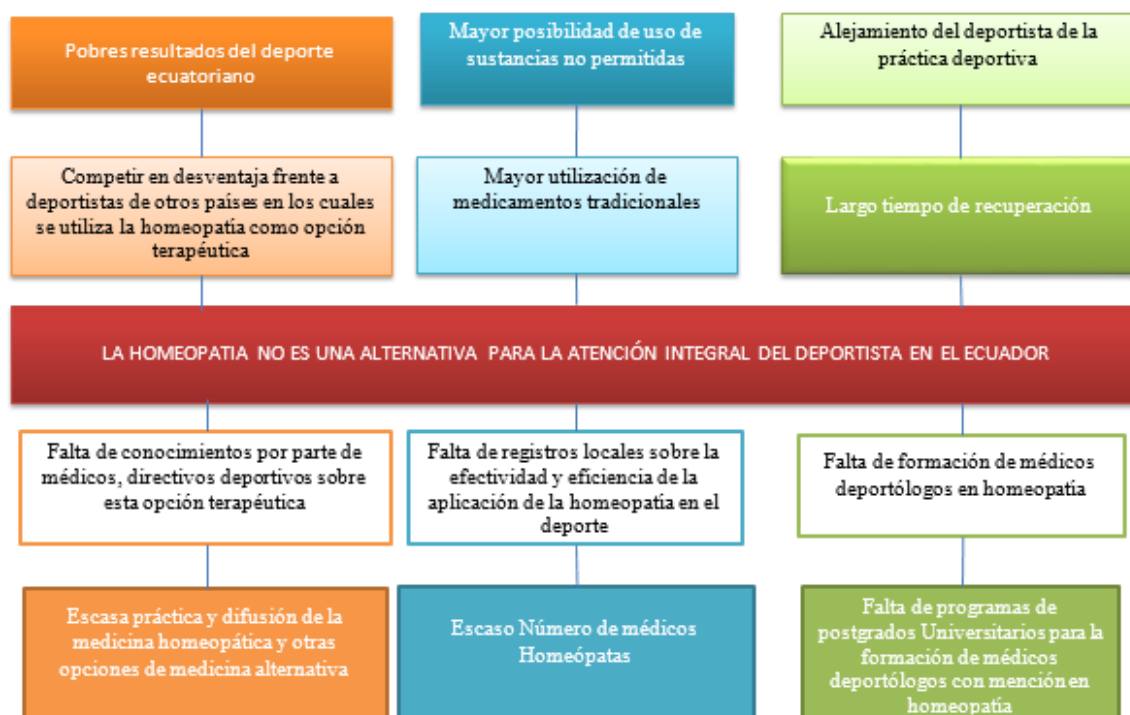 Pobres resultados del deporte
ecuatoriano
Mayor posibilidad de uso de
sustancias no permitidas
Alejamiento del deportista de la
práctica deportiva
Competir en desventaja frente a
deportistas de otros países en los cuales
se utiliza la homeopatía como opción
terapéutica
Mayor utilización de
medicamentos tradicionales
Largo tiempo de recuperación
LA HOMEOPATIA NO ES UNA ALTERNATIVA PARA LA ATENCIÓN INTEGRAL DEL DEPORTISTA EN EL ECUADOR
Falta de conocimientos por parte de
médicos, directivos deportivos sobre
esta opción terapéutica
Falta de registros locales sobre la
efectividad y eficiencia de la
aplicación de la homeopatía en el
deporte
Falta de formación de médicos
deportólogos en homeopatía
Escasa práctica y difusión de la
medicina homeopática y otras
opciones de medicina alternativa
Escaso Número de médicos
Homeópatas
Falta de programas de
postgrados Universitarios para la
formación de médicos
deportólogos con mención en
homeopatía